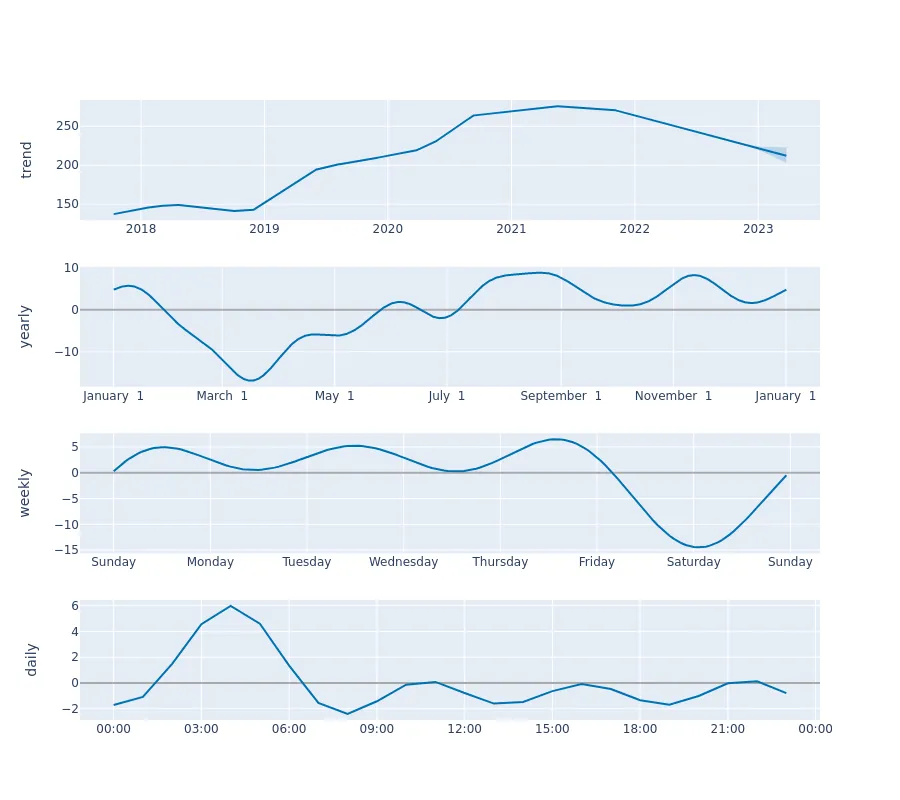 trend
250
200
150
2018 2019 2020 2021 2022 2023
yearly
10
0
−10
January 1 March 1 May 1 July 1 September 1 November 1 January 1
weekly
5
0
−5
−10
−15
Sunday Monday Tuesday Wednesday Thursday Friday Saturday Sunday
daily
6
4
2
0
−2
00:00 03:00 06:00 09:00 12:00 15:00 18:00 21:00 00:00